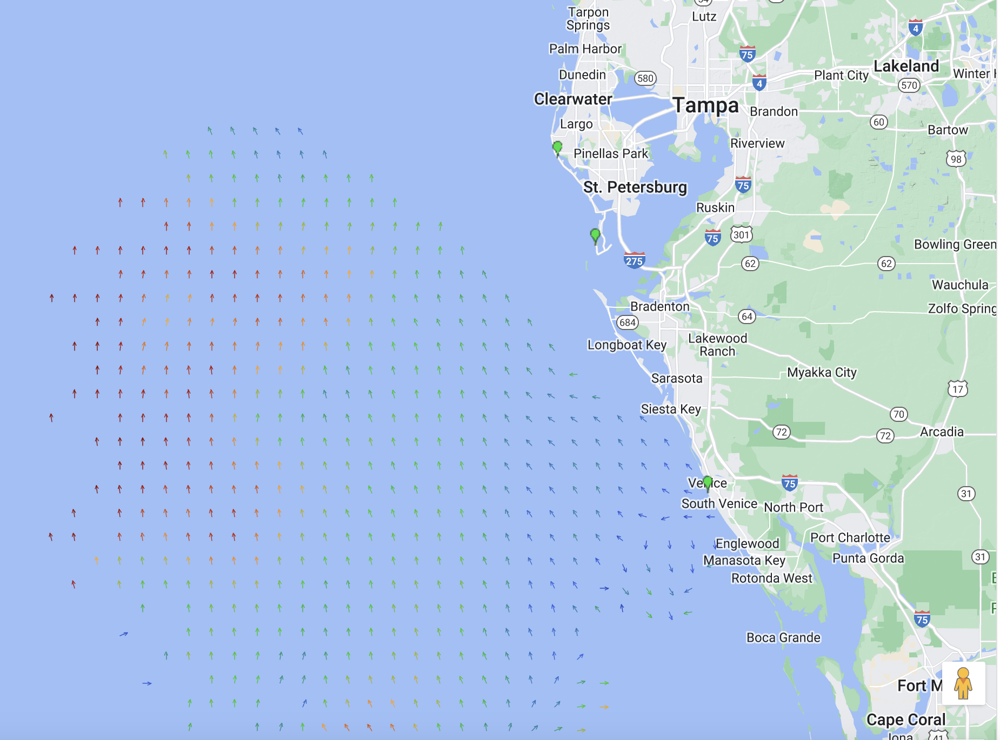 Tarpon
Springs
54
Lutz
4
Palm Harbor
75
Lakeland
Dunedin
580
4
Plant City
Winter
570
Clearwater
Tampa
Brandon
60
Largo
Bartow
Riverview
Pinellas Park
98
St. Petersburg
75
Ruskin
75
301
Bowling Green
275
62
62
Wauchula
Bradenton
64
Zolfo Spring
684
Longboat Key
Lakewood
Ranch
Sarasota
Myakka City
17
Siesta Key
70
72
72
Arcadia
Venice
75
31
South Venice
North Port
Englewood
Port Charlotte
Manasota Key
Punta Gorda
31
Rotonda West
75
Boca Grande
Fort M
Cape Coral
Iona
41